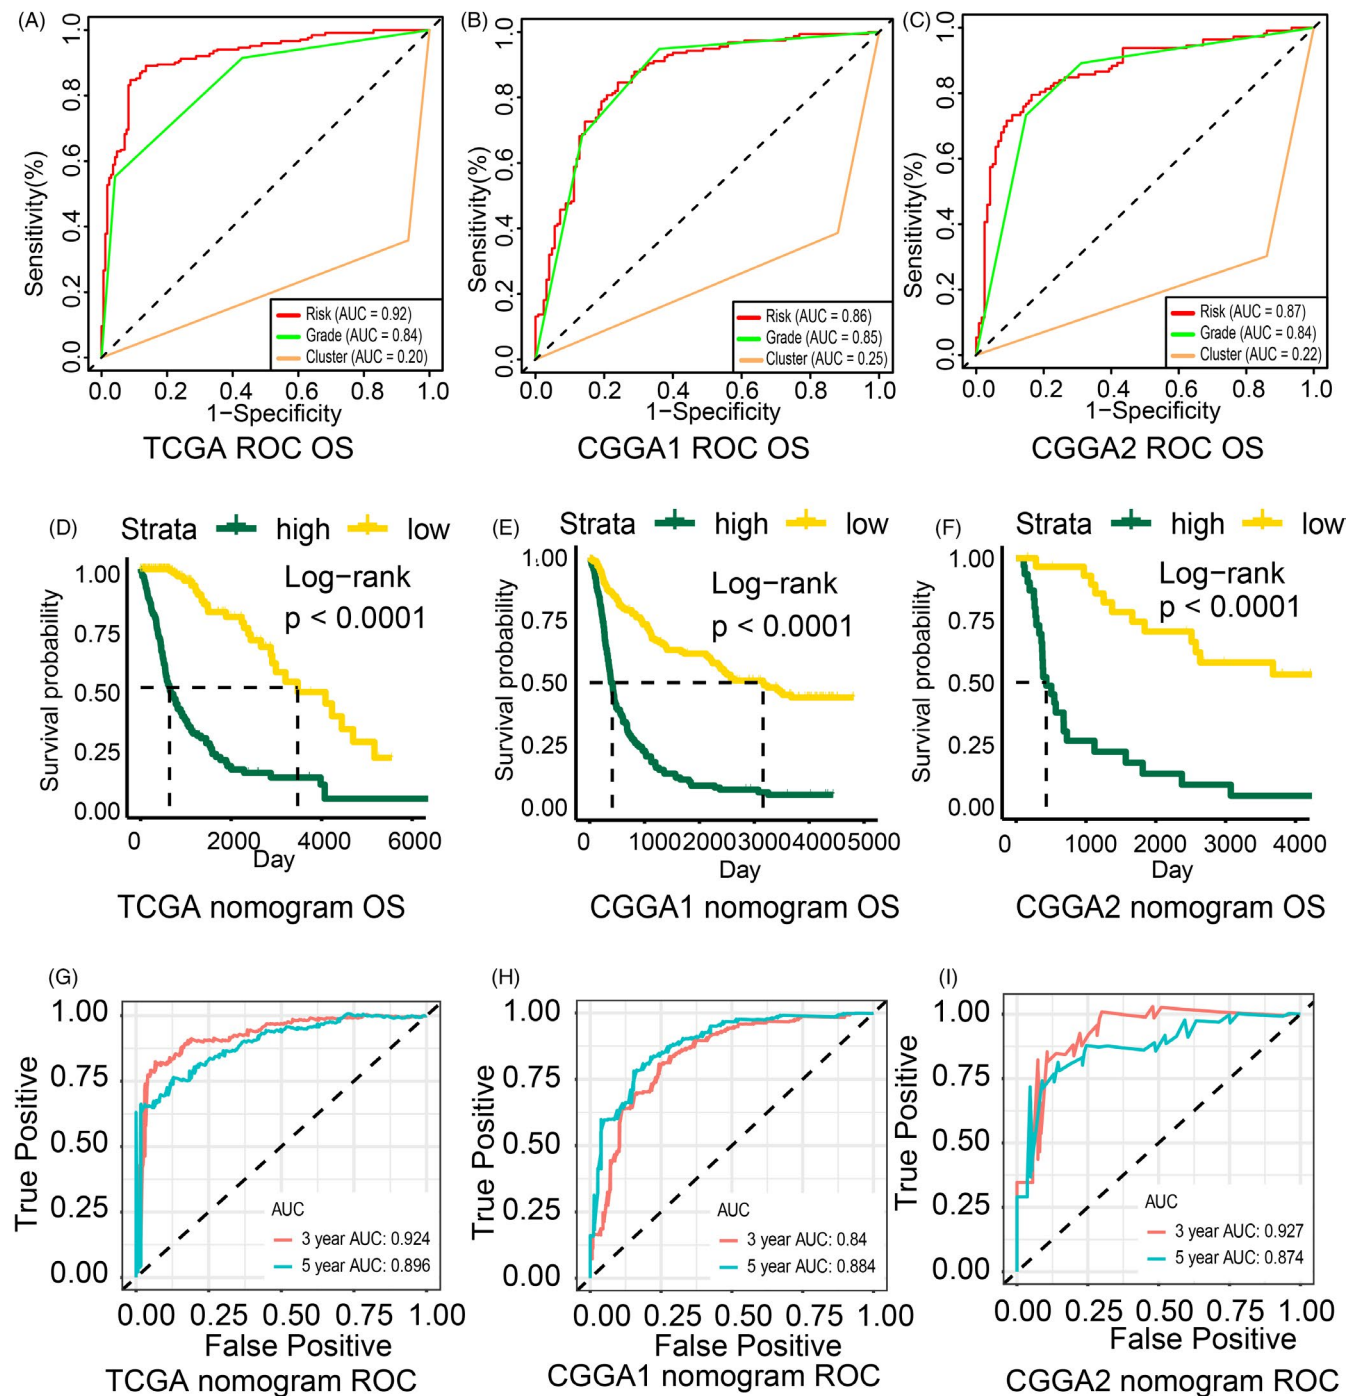 (A)
1.0
0.8
0.6
0.4
0.2
0.0
Sensitivity(%)
Risk (AUC = 0.92)
Grade (AUC = 0.84)
Cluster (AUC = 0.20)
0.0 0.2 0.4 0.6 0.8 1.0
1−Specificity
TCGA ROC OS
(B)
1.0
0.8
0.6
0.4
0.2
0.0
Sensitivity(%)
Risk (AUC = 0.86)
Grade (AUC = 0.85)
Cluster (AUC = 0.25)
0.0 0.2 0.4 0.6 0.8 1.0
1−Specificity
CGGA1 ROC OS
(C)
1.0
0.8
0.6
0.4
0.2
0.0
Sensitivity(%)
Risk (AUC = 0.87)
Grade (AUC = 0.84)
Cluster (AUC = 0.22)
0.0 0.2 0.4 0.6 0.8 1.0
1−Specificity
CGGA2 ROC OS
(D)
Strata high low
1.00
0.75
0.50
0.25
0.00
Survival probability
Log−rank
p < 0.0001
0 2000 4000 6000
Day
TCGA nomogram OS
(E)
Strata high low
1.00
0.75
0.50
0.25
0.00
Survival probability
Log−rank
p < 0.0001
0 1000 2000 3000 4000 5000
Day
CGGA1 nomogram OS
(F)
Strata high low
1.00
0.75
0.50
0.25
0.00
Survival probability
Log−rank
p < 0.0001
0 1000 2000 3000 4000
Day
CGGA2 nomogram OS
(G)
1.00
0.75
0.50
0.25
0.00
True Positive
AUC
3 year AUC: 0.924
5 year AUC: 0.896
0.00 0.25 0.50 0.75 1.00
False Positive
TCGA nomogram ROC
(H)
1.00
0.75
0.50
0.25
0.00
True Positive
AUC
3 year AUC: 0.84
5 year AUC: 0.884
0.00 0.25 0.50 0.75 1.00
False Positive
CGGA1 nomogram ROC
(I)
1.00
0.75
0.50
0.25
0.00
True Positive
AUC
3 year AUC: 0.927
5 year AUC: 0.874
0.00 0.25 0.50 0.75 1.00
False Positive
CGGA2 nomogram ROC